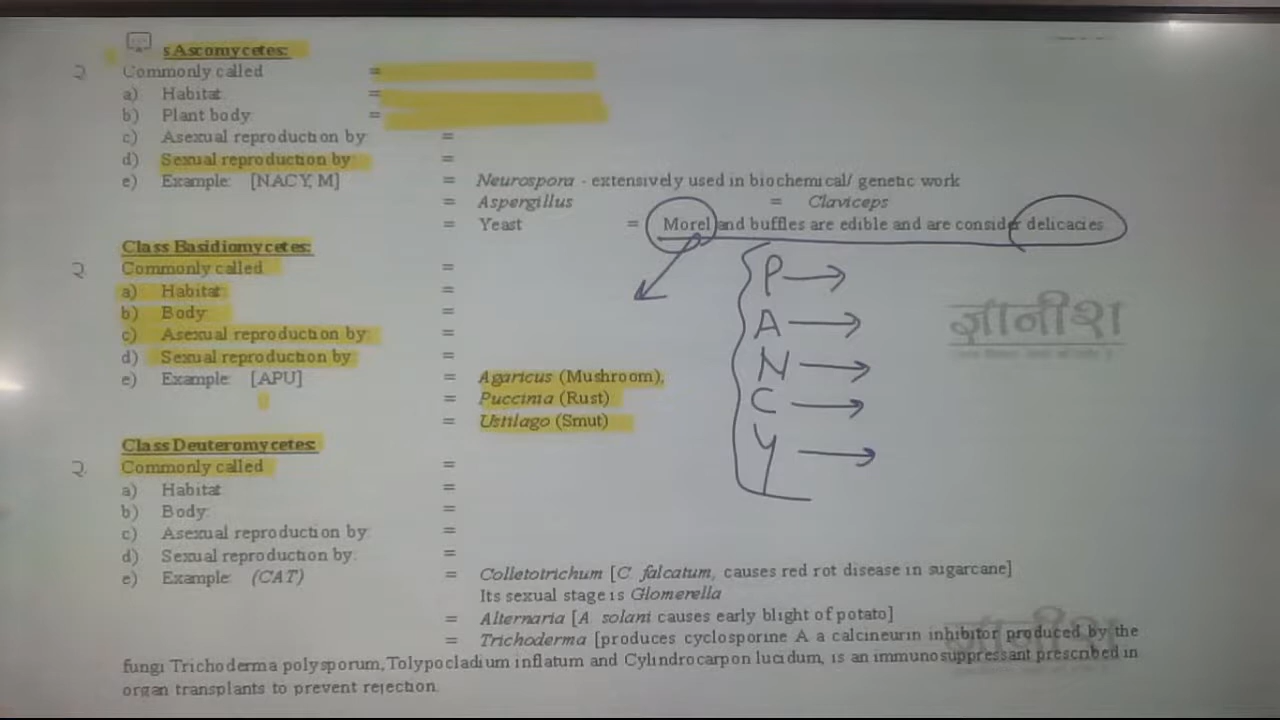 s Ascomycetes:
Q. Commonly called =
a) Habitat =
b) Plant body =
c) Asexual reproduction by: =
d) Sexual reproduction by: =
e) Example: [NACY, M] = Neurospora - extensively used in biochemical/ genetic work
= Aspergillus = Claviceps
= Yeast = Morel and buffles are edible and are consider delicacies
Class Basidiomycetes:
Q. Commonly called =
a) Habitat =
b) Body: =
c) Asexual reproduction by: =
d) Sexual reproduction by: =
e) Example: [APU] = Agaricus (Mushroom),
= Puccinia (Rust)
= Ustilago (Smut)
P →
A →
N →
C →
Y →
ज्ञानीश
Class Deuteromycetes:
Q. Commonly called =
a) Habitat =
b) Body: =
c) Asexual reproduction by: =
d) Sexual reproduction by: =
e) Example: (CAT) = Colletotrichum [C. falcatum, causes red rot disease in sugarcane]
Its sexual stage is Glomerella
= Alternaria [A. solani causes early blight of potato]
= Trichoderma [produces cyclosporine A a calcineurin inhibitor produced by the
fungi Trichoderma polysporum, Tolypocladium inflatum and Cylindrocarpon lucidum, is an immunosuppressant prescribed in
organ transplants to prevent rejection.
ज्ञानीश